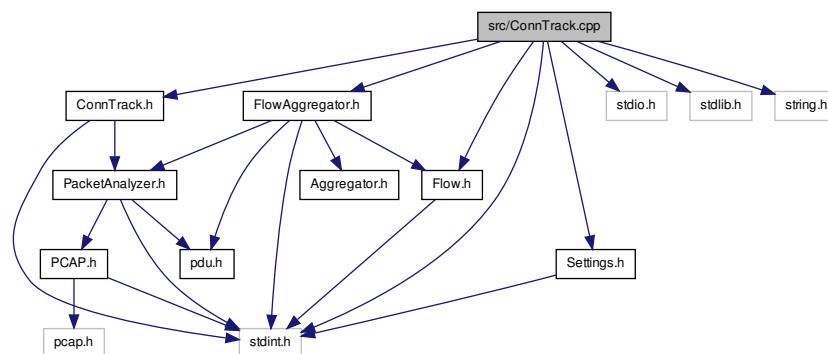 src/ConnTrack.cpp
ConnTrack.h
FlowAggregator.h
stdio.h
stdlib.h
string.h
PacketAnalyzer.h
Aggregator.h
Flow.h
PCAP.h
pdu.h
Settings.h
pcap.h
stdint.h